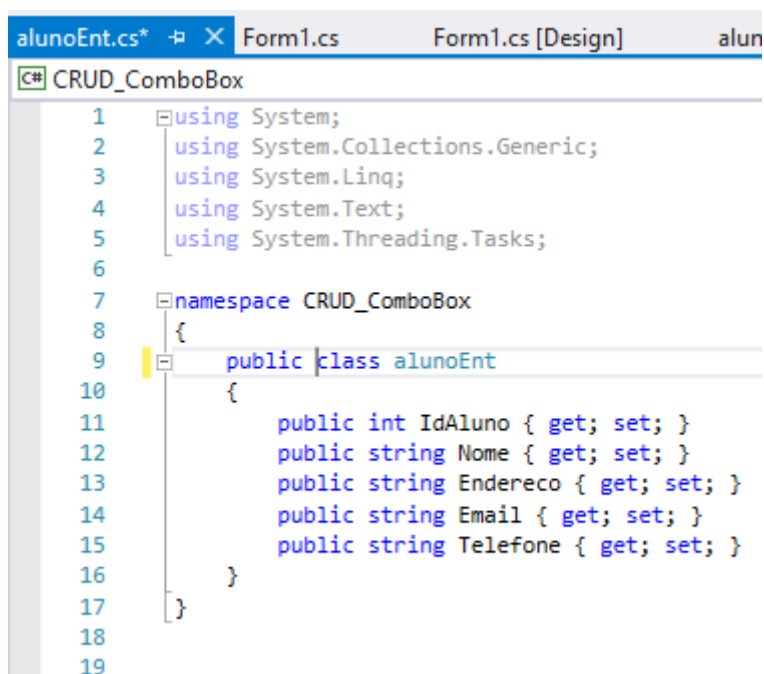 alunoEnt.cs* Form1.cs Form1.cs [Design] alun
C# CRUD_ComboBox
1 using System;
2 using System.Collections.Generic;
3 using System.Linq;
4 using System.Text;
5 using System.Threading.Tasks;
6
7 namespace CRUD_ComboBox
8 {
9 public class alunoEnt
10 {
11 public int IdAluno { get; set; }
12 public string Nome { get; set; }
13 public string Endereco { get; set; }
14 public string Email { get; set; }
15 public string Telefone { get; set; }
16 }
17 }
18
19